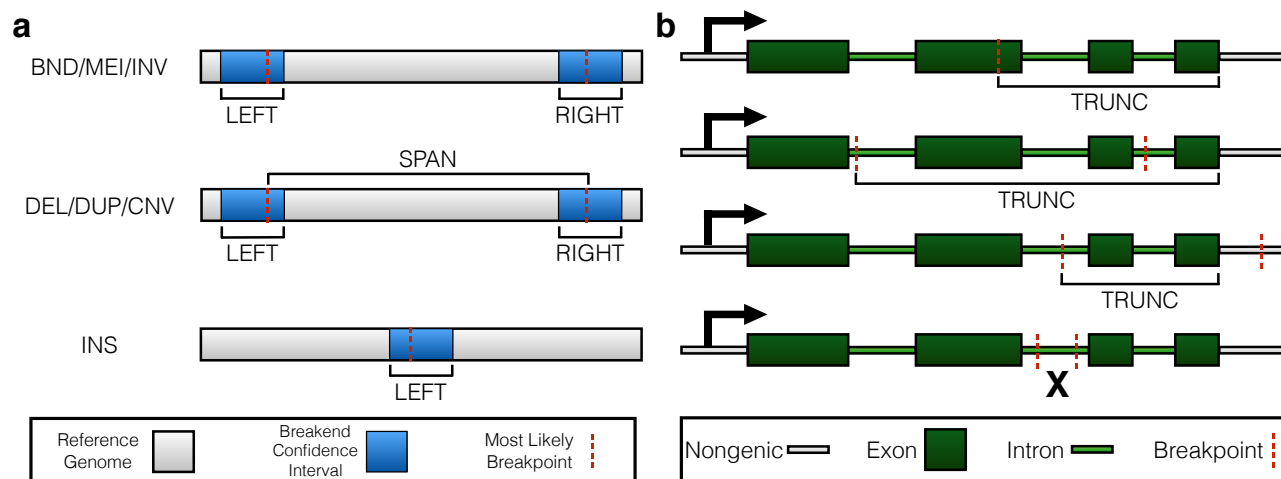 a
BND/MEI/INV
LEFT
RIGHT
SPAN
DEL/DUP/CNV
LEFT
RIGHT
INS
LEFT
Reference
Genome
Breakend
Confidence
Interval
Most Likely
Breakpoint
b
TRUNC
TRUNC
TRUNC
X
Nongenic
Exon
Intron
Breakpoint